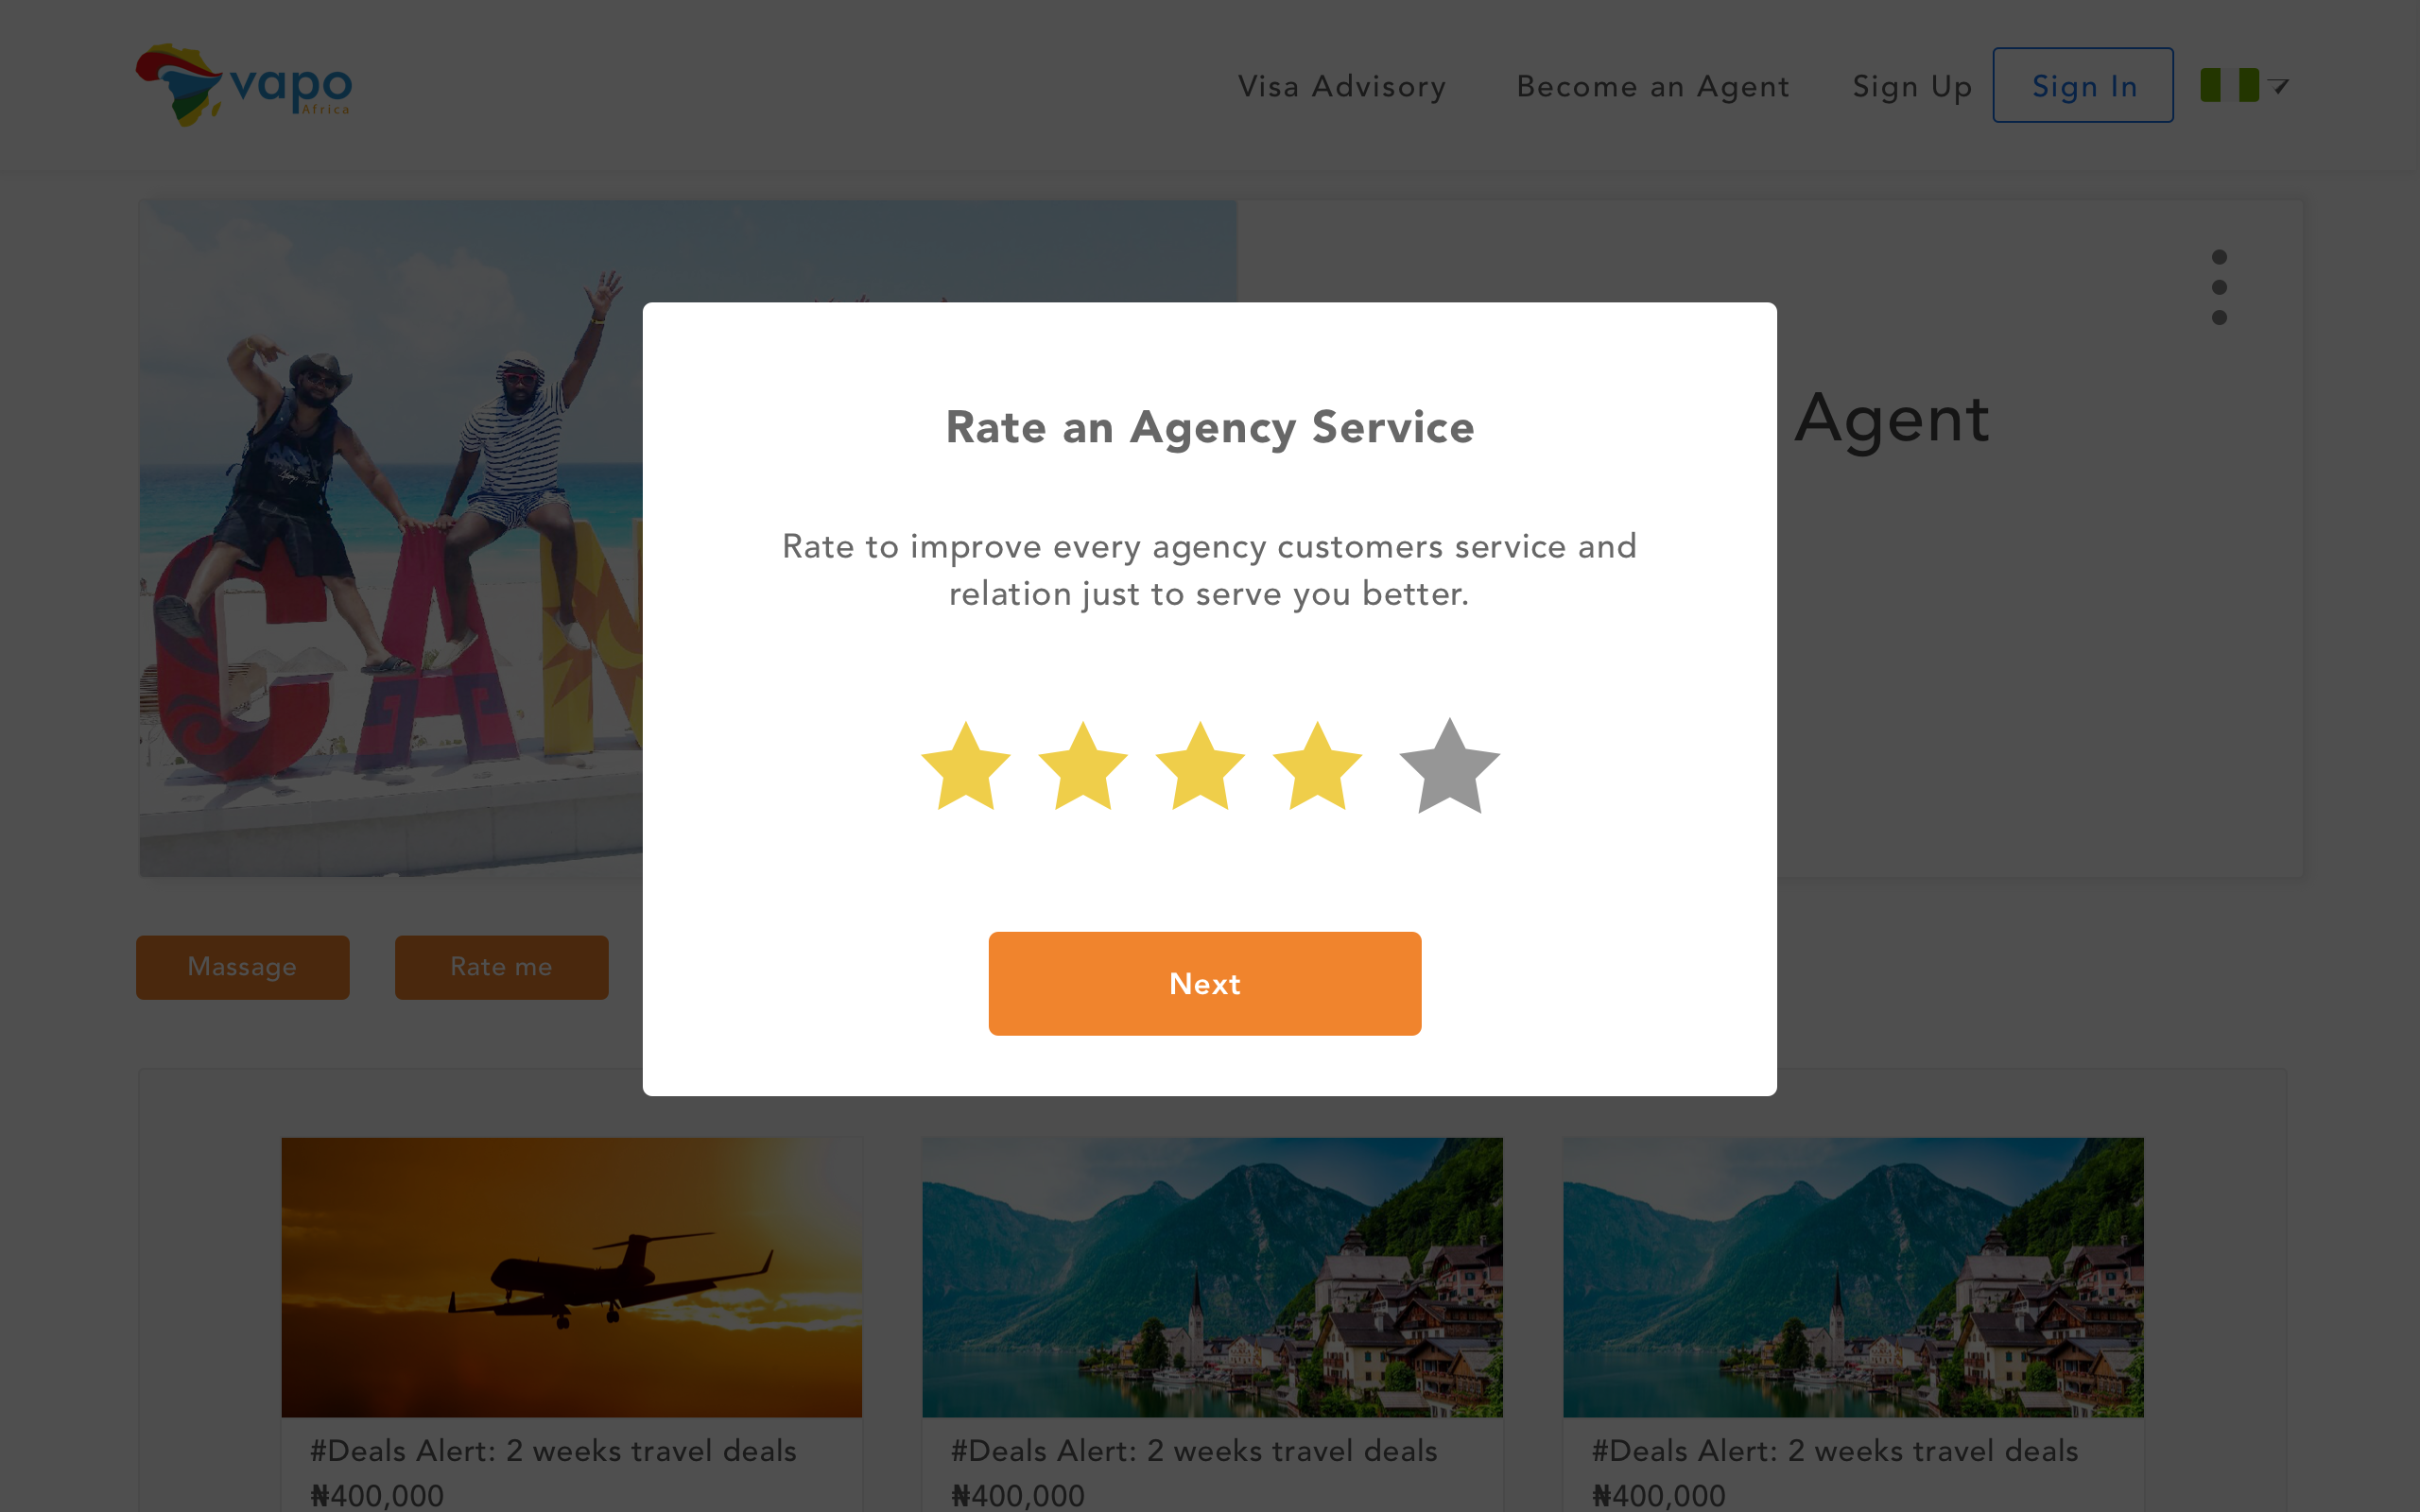 vapo
Africa
Visa Advisory
Become an Agent
Sign Up
Sign In
Agent
CAN
Rate an Agency Service
Rate to improve every agency customers service and
relation just to serve you better.
Next
Massage
Rate me
#Deals Alert: 2 weeks travel deals
₦400,000
#Deals Alert: 2 weeks travel deals
₦400,000
#Deals Alert: 2 weeks travel deals
₦400,000